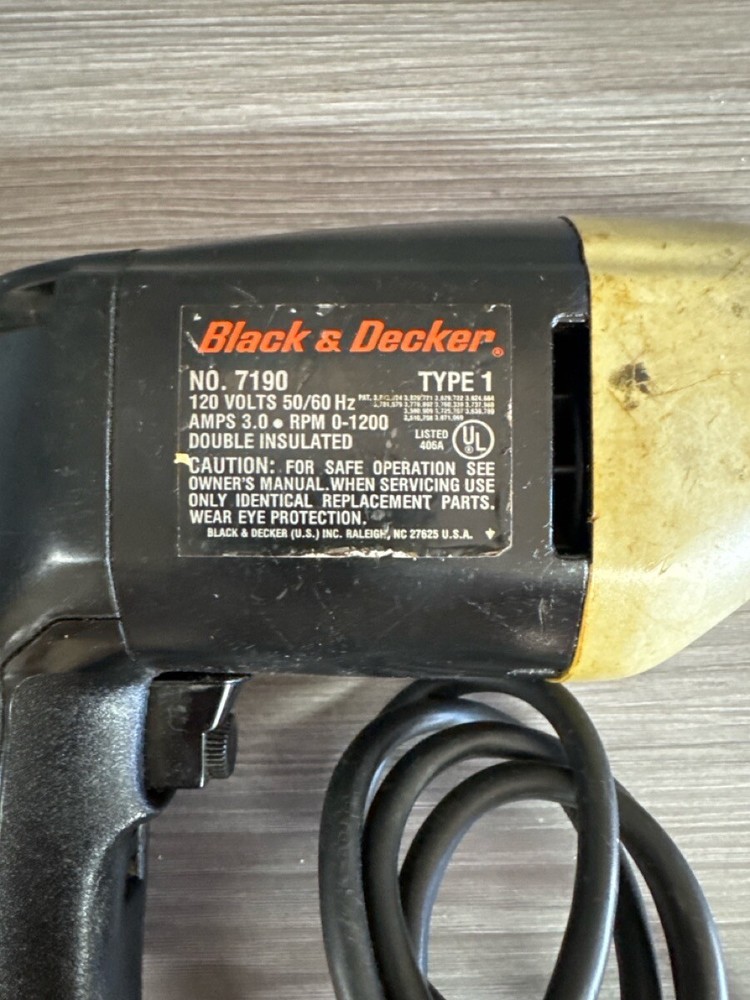 Black & Decker®
NO. 7190 TYPE 1
120 VOLTS 50/60 Hz PAT.
AMPS 3.0 • RPM 0-1200
DOUBLE INSULATED
LISTED
406A
UL®
CAUTION: FOR SAFE OPERATION SEE
OWNER'S MANUAL.WHEN SERVICING USE
ONLY IDENTICAL REPLACEMENT PARTS.
WEAR EYE PROTECTION.
BLACK & DECKER (U.S.) INC. RALEIGH, NC 27625 U.S.A.